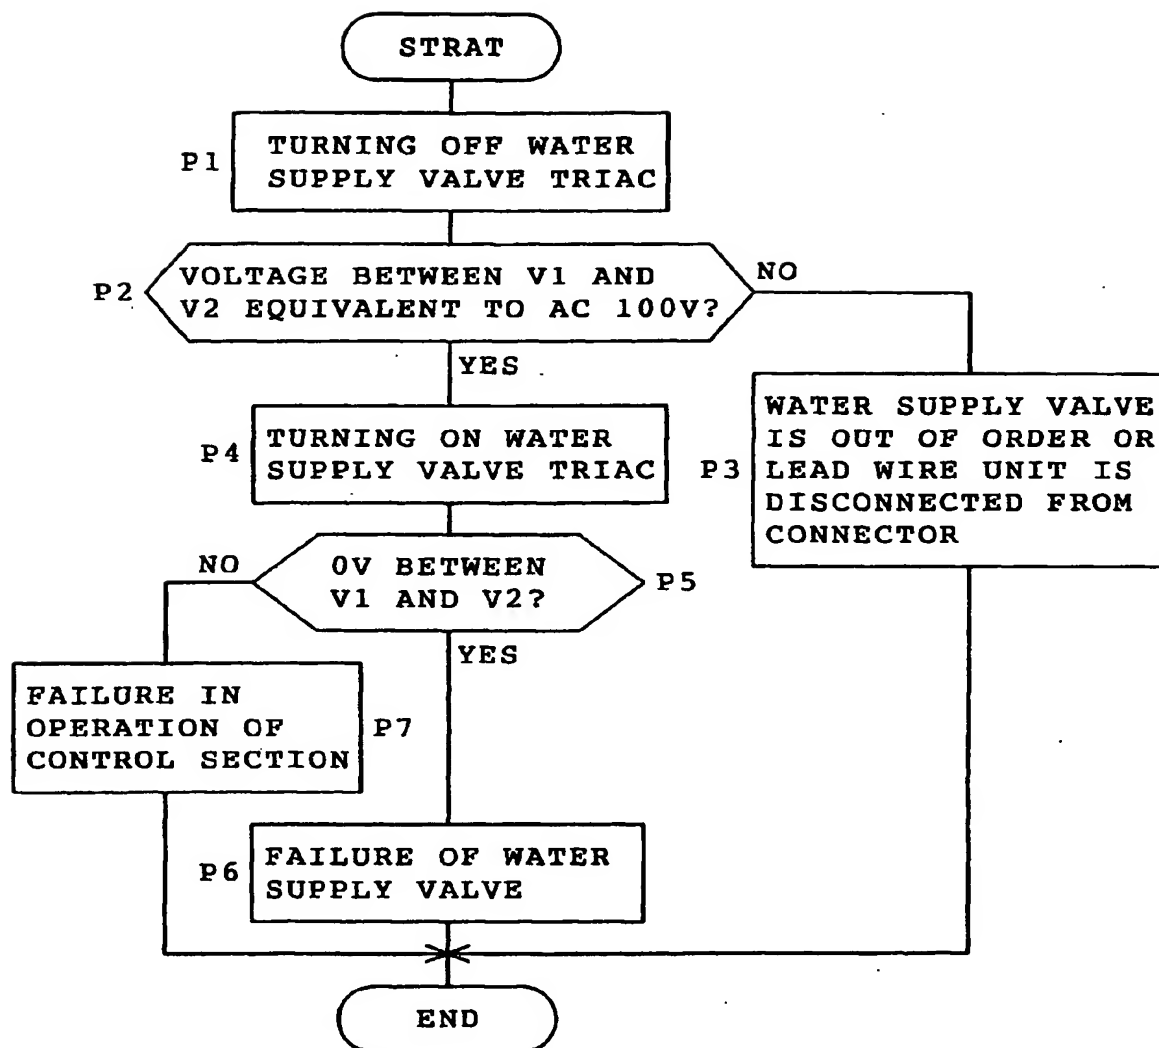 STRAT
P1
TURNING OFF WATER
SUPPLY VALVE TRIAC
P2
VOLTAGE BETWEEN V1 AND
V2 EQUIVALENT TO AC 100V?
NO
YES
P4
TURNING ON WATER
SUPPLY VALVE TRIAC
P3
WATER SUPPLY VALVE
IS OUT OF ORDER OR
LEAD WIRE UNIT IS
DISCONNECTED FROM
CONNECTOR
NO
0V BETWEEN
V1 AND V2?
P5
YES
FAILURE IN
OPERATION OF
CONTROL SECTION
P7
P6
FAILURE OF WATER
SUPPLY VALVE
END